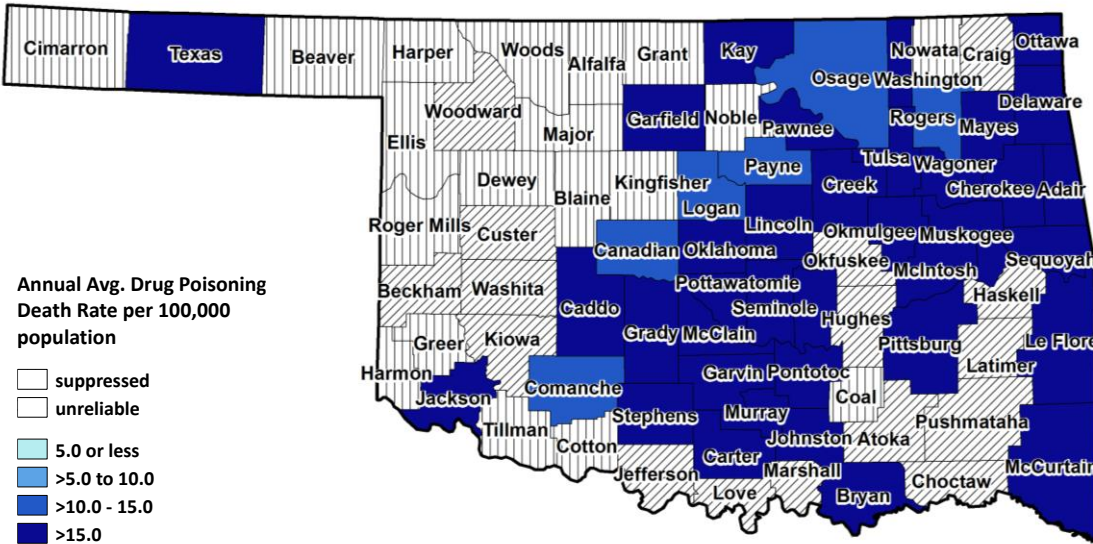 Cimarron
Texas
Beaver
Harper
Woods
Alfalfa
Grant
Kay
Osage
Washington
Nowata
Craig
Ottawa
Woodward
Ellis
Major
Garfield
Noble
Pawnee
Rogers
Mayes
Delaware
Dewey
Blaine
Kingfisher
Logan
Payne
Creek
Tulsa
Wagoner
Cherokee
Adair
Roger Mills
Custer
Canadian
Oklahoma
Lincoln
Okfuskee
Okmulgee
Muskogee
McIntosh
Sequoyah
Beckham
Washita
Caddo
Grady
McClain
Pottawatomie
Seminole
Hughes
Pittsburg
Haskell
Latimer
Le Flore
Greer
Kiowa
Harmon
Jackson
Comanche
Tillman
Cotton
Stephens
Garvin
Pontotoc
Murray
Coal
Johnston
Atoka
Pushmataha
Carter
Jefferson
Love
Marshall
Bryan
Choctaw
McCurtain
Annual Avg. Drug Poisoning
Death Rate per 100,000
population
suppressed
unreliable
5.0 or less
>5.0 to 10.0
>10.0 - 15.0
>15.0